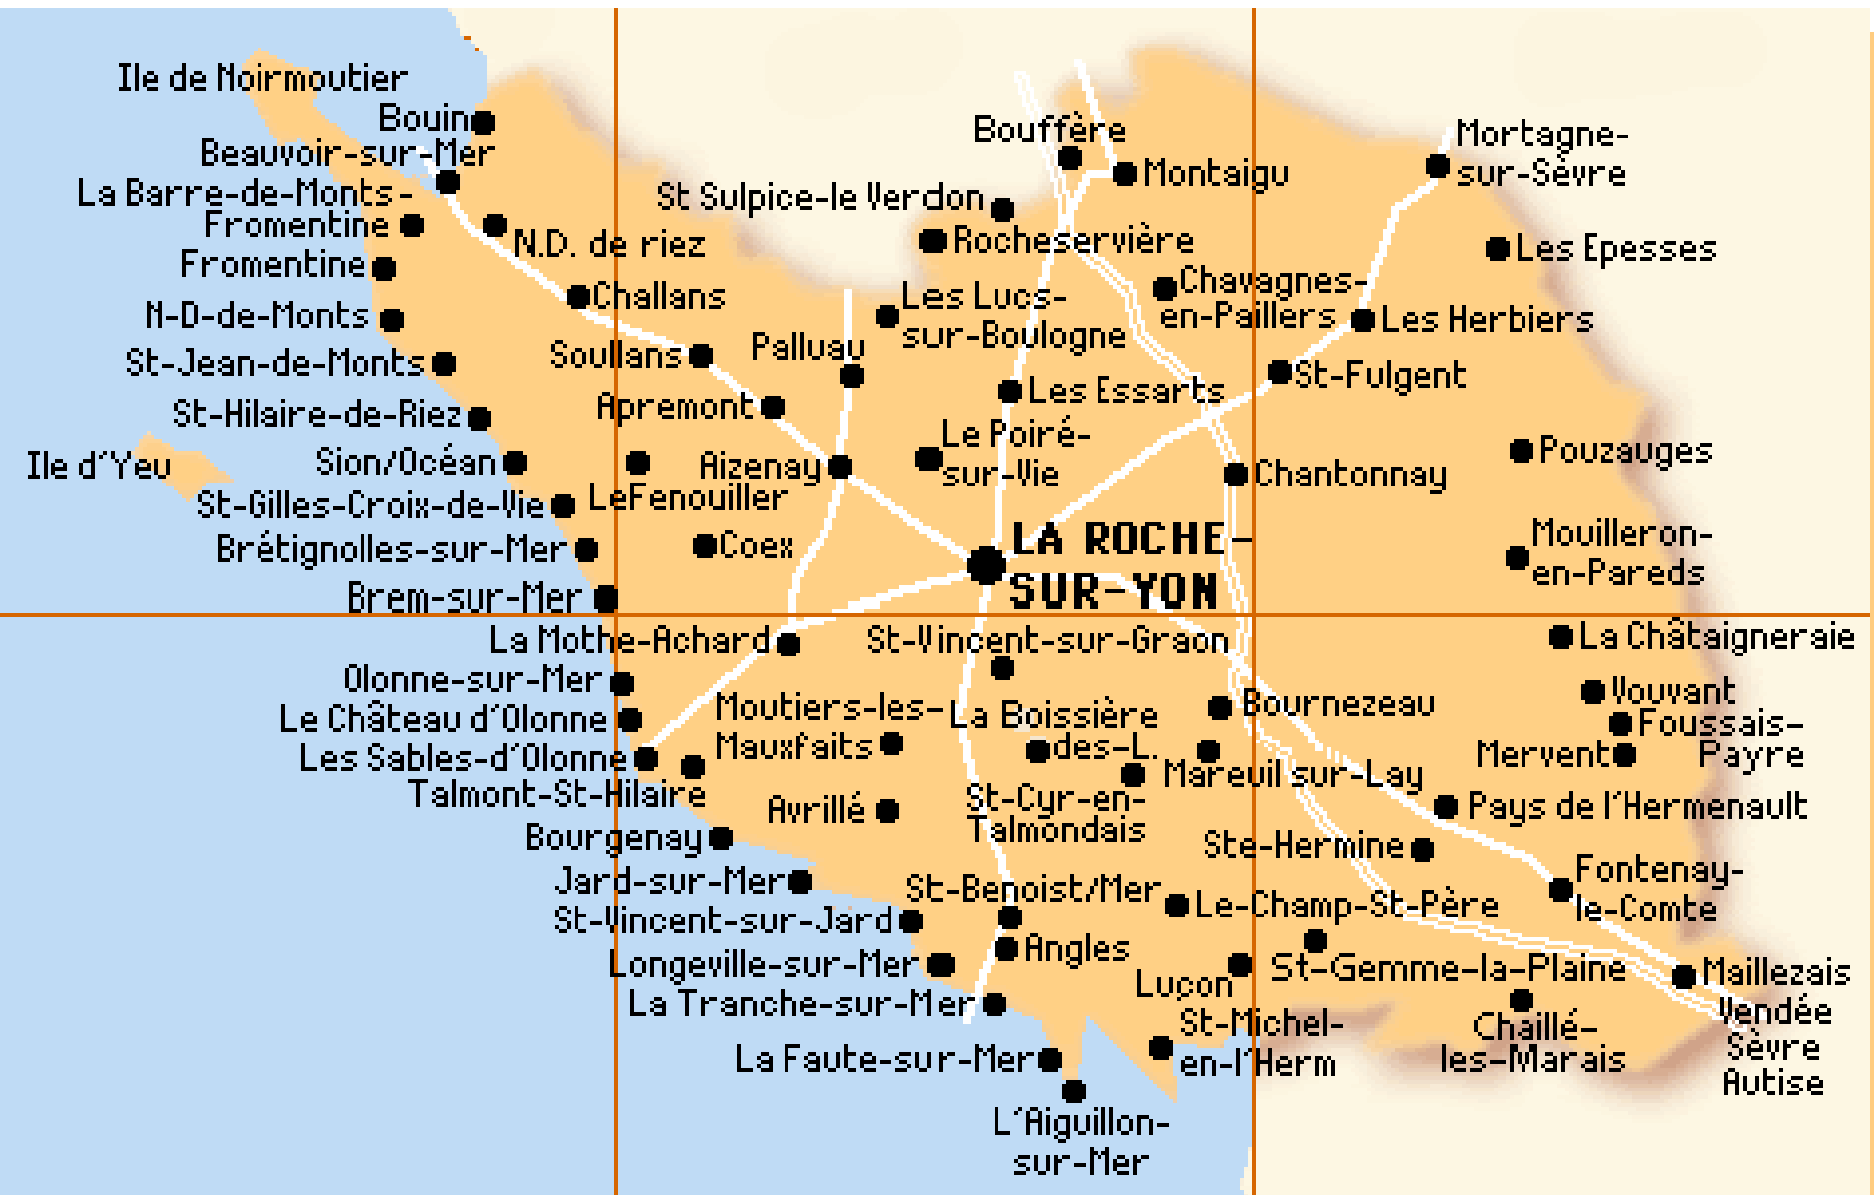 Ile de Noirmoutier
Bouin
Beauvoir-sur-Mer
La Barre-de-Monts-
Fromentine
N.D. de riez
Fromentine
Challans
N-D-de-Monts
St-Jean-de-Monts
Soullans
St-Hilaire-de-Riez
Apremont
Ile d'Yeu
Sion/Océan
Aizenay
St-Gilles-Croix-de-Vie
LeFenouiller
Brétignolles-sur-Mer
Coex
Brem-sur-Mer
Bouffère
Montaigu
St Sulpice-le Verdon
Rocheservière
Chavagnes-
en-Paillers
Les Lucs-
sur-Boulogne
Palluau
Les Essarts
Le Poiré-
sur-Vie
Chantonnay
LA ROCHE-
SUR-YON
Mortagne-
sur-Sèvre
Les Epesses
Les Herbiers
St-Fulgent
Pouzauges
Mouilleron-
en-Pareds
La Mothe-Achard
St-Vincent-sur-Graon
La Châtaigneraie
Olonne-sur-Mer
Le Château d'Olonne
Les Sables-d'Olonne
Talmont-St-Hilaire
Moutiers-les-
Mauxfaits
La Boissière
des-L.
Bournezeau
Mareuil sur-Lay
Vouvant
Foussais-
Payre
Mervent
Avrillé
St-Cyr-en-
Talmondais
Pays de l'Hermenault
Bourgenay
Ste-Hermine
Jard-sur-Mer
St-Benoist/Mer
Le-Champ-St-Père
Fontenay-
le-Comte
St-Vincent-sur-Jard
Angles
Longeville-sur-Mer
Luçon
St-Gemme-la-Plaine
Maillezais
Vendée
Sèvre
Autise
La Tranche-sur-Mer
St-Michel-
en-l'Herm
Chaillé-
les-Marais
La Faute-sur-Mer
L'Aiguillon-
sur-Mer